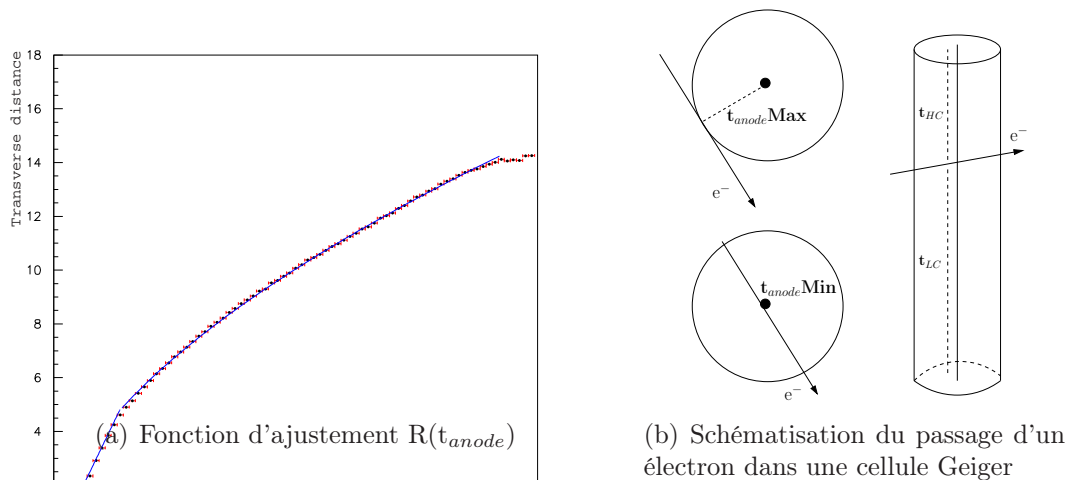 18
16
14
12
10
8
6
4
Transverse distance
(a) Fonction d'ajustement R(t_anode)
t_anode Max
e⁻
t_anode Min
e⁻
t_HC
e⁻
t_LC
(b) Schématisation du passage d'un
électron dans une cellule Geiger